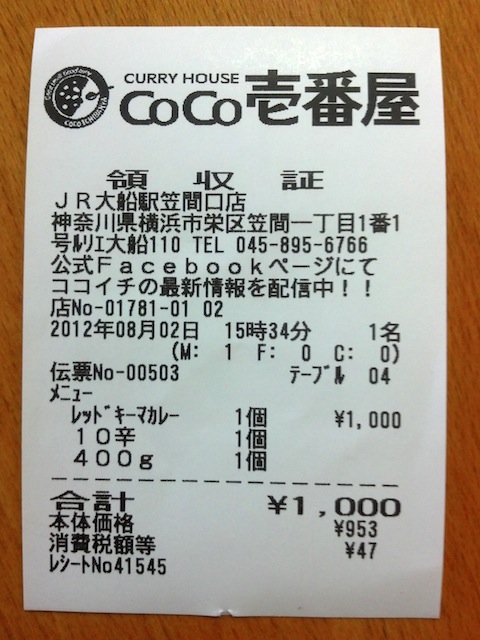 CURRY HOUSE
CoCo壱番屋
領収証
JR大船駅笠間口店
神奈川県横浜市栄区笠間一丁目1番1
号ﾙﾘｴ大船110 TEL 045-895-6766
公式Facebookページにて
ココイチの最新情報を配信中!!
店No-01781-01 02
2012年08月02日 15時34分 1名
(M: 1 F: 0 C: 0)
伝票No-00503 ﾃｰﾌﾞﾙ 04
ﾒﾆｭｰ
ﾚｯﾄﾞｷｰﾏｶﾚｰ 1個 ¥1,000
10辛 1個
400g 1個
合計 ¥1,000
本体価格 ¥953
消費税額等 ¥47
ﾚｼｰﾄNo41545